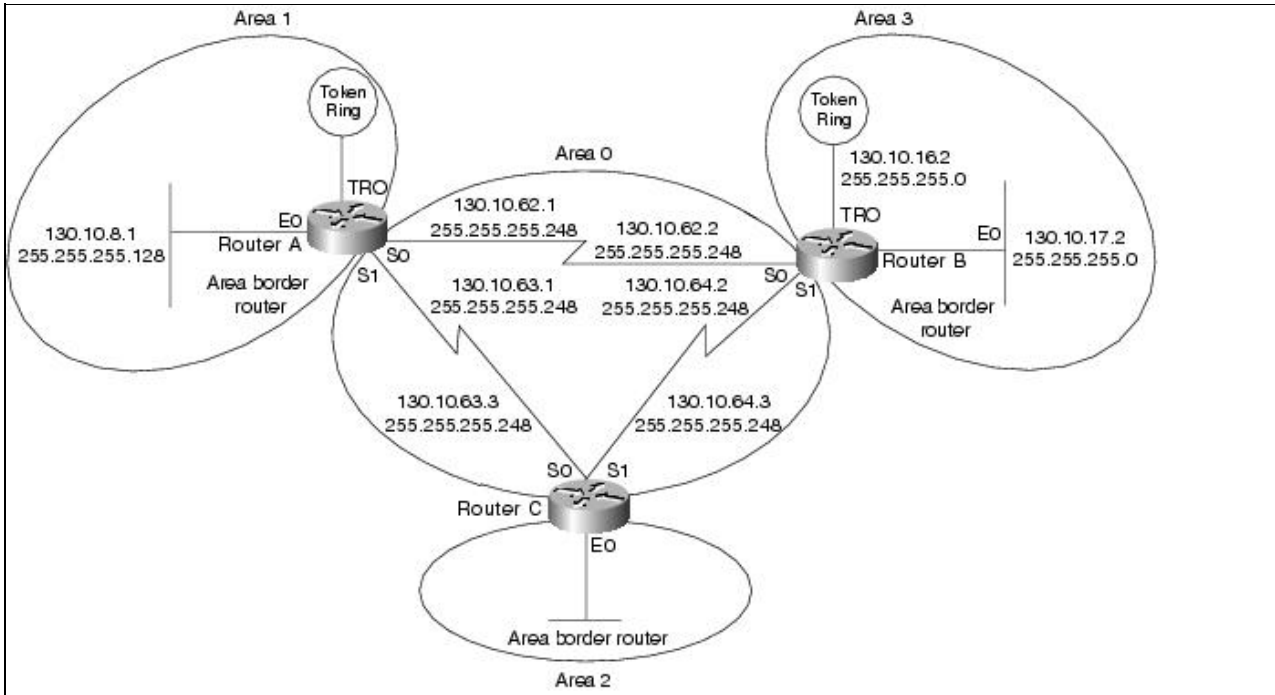 Area 1
Area 3
Token
Ring
Token
Ring
130.10.16.2
255.255.255.0
Area 0
TRO
130.10.62.1
255.255.255.248
TRO
130.10.8.1
255.255.255.128
E0
Router A
S0
130.10.62.2
255.255.255.248
E0
130.10.17.2
255.255.255.0
Router B
S0
S1
S1
Area border
router
130.10.63.1
255.255.255.248
130.10.64.2
255.255.255.248
Area border
router
130.10.63.3
255.255.255.248
130.10.64.3
255.255.255.248
S0
S1
Router C
E0
Area border router
Area 2